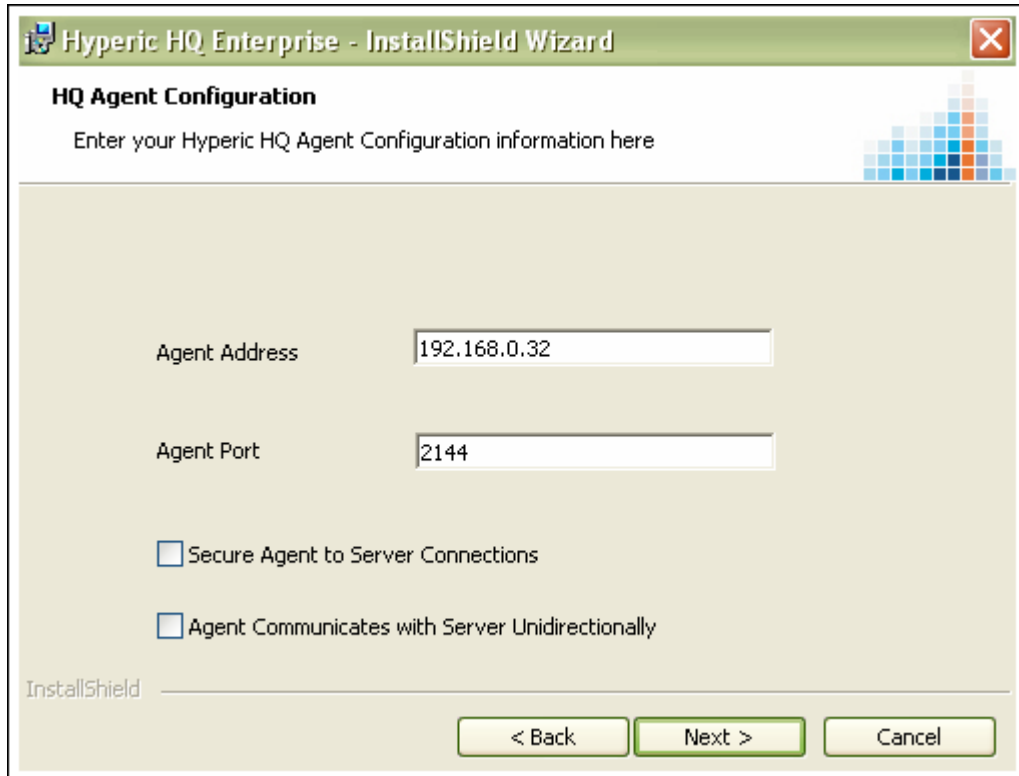 Hyperic HQ Enterprise - InstallShield Wizard
HQ Agent Configuration
Enter your Hyperic HQ Agent Configuration information here
Agent Address 192.168.0.32
Agent Port 2144
Secure Agent to Server Connections
Agent Communicates with Server Unidirectionally
InstallShield
< Back Next > Cancel